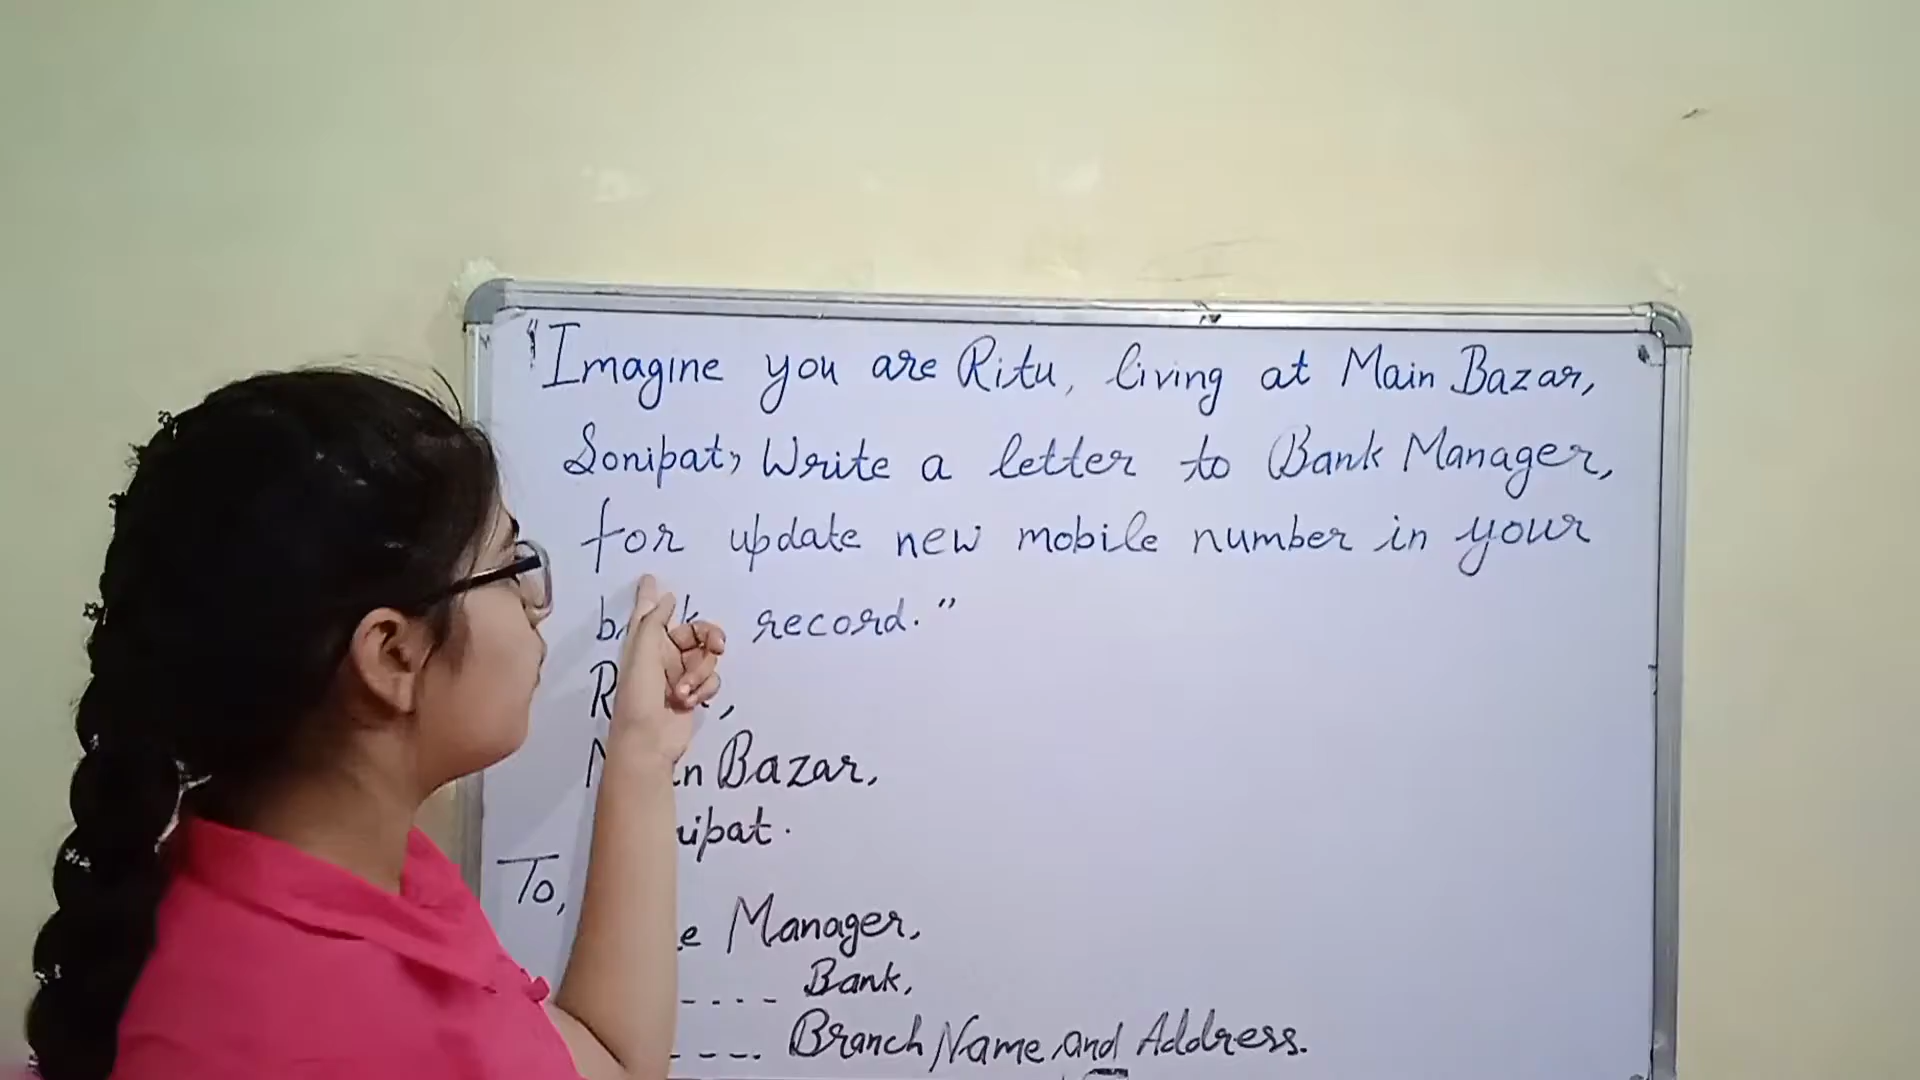 "Imagine you are Ritu, living at Main Bazar,
Sonipat, Write a letter to Bank Manager,
for update new mobile number in your
record."
Bazar,
To,
Manager,
---- Bank,
---. Branch Name and Address.